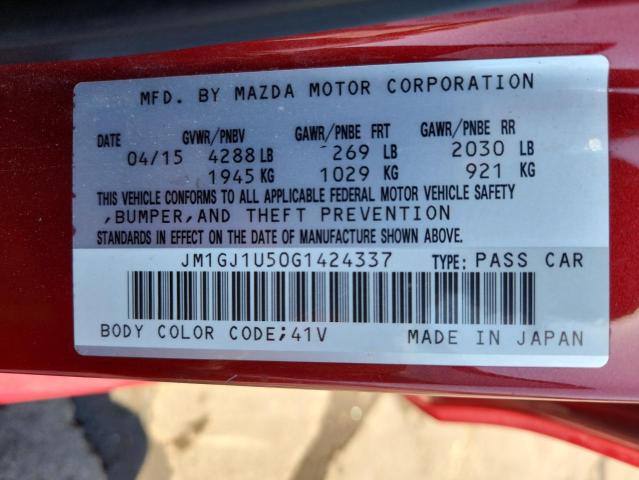 MFD. BY MAZDA MOTOR CORPORATION
DATE GVWR/PNBV GAWR/PNBE FRT GAWR/PNBE RR
04/15 4288 LB 269 LB 2030 LB
1945 KG 1029 KG 921 KG
THIS VEHICLE CONFORMS TO ALL APPLICABLE FEDERAL MOTOR VEHICLE SAFETY
,BUMPER,AND THEFT PREVENTION
STANDARDS IN EFFECT ON THE DATE OF MANUFACTURE SHOWN ABOVE.
JM1GJ1U50G1424337 TYPE: PASS CAR
BODY COLOR CODE;41V MADE IN JAPAN